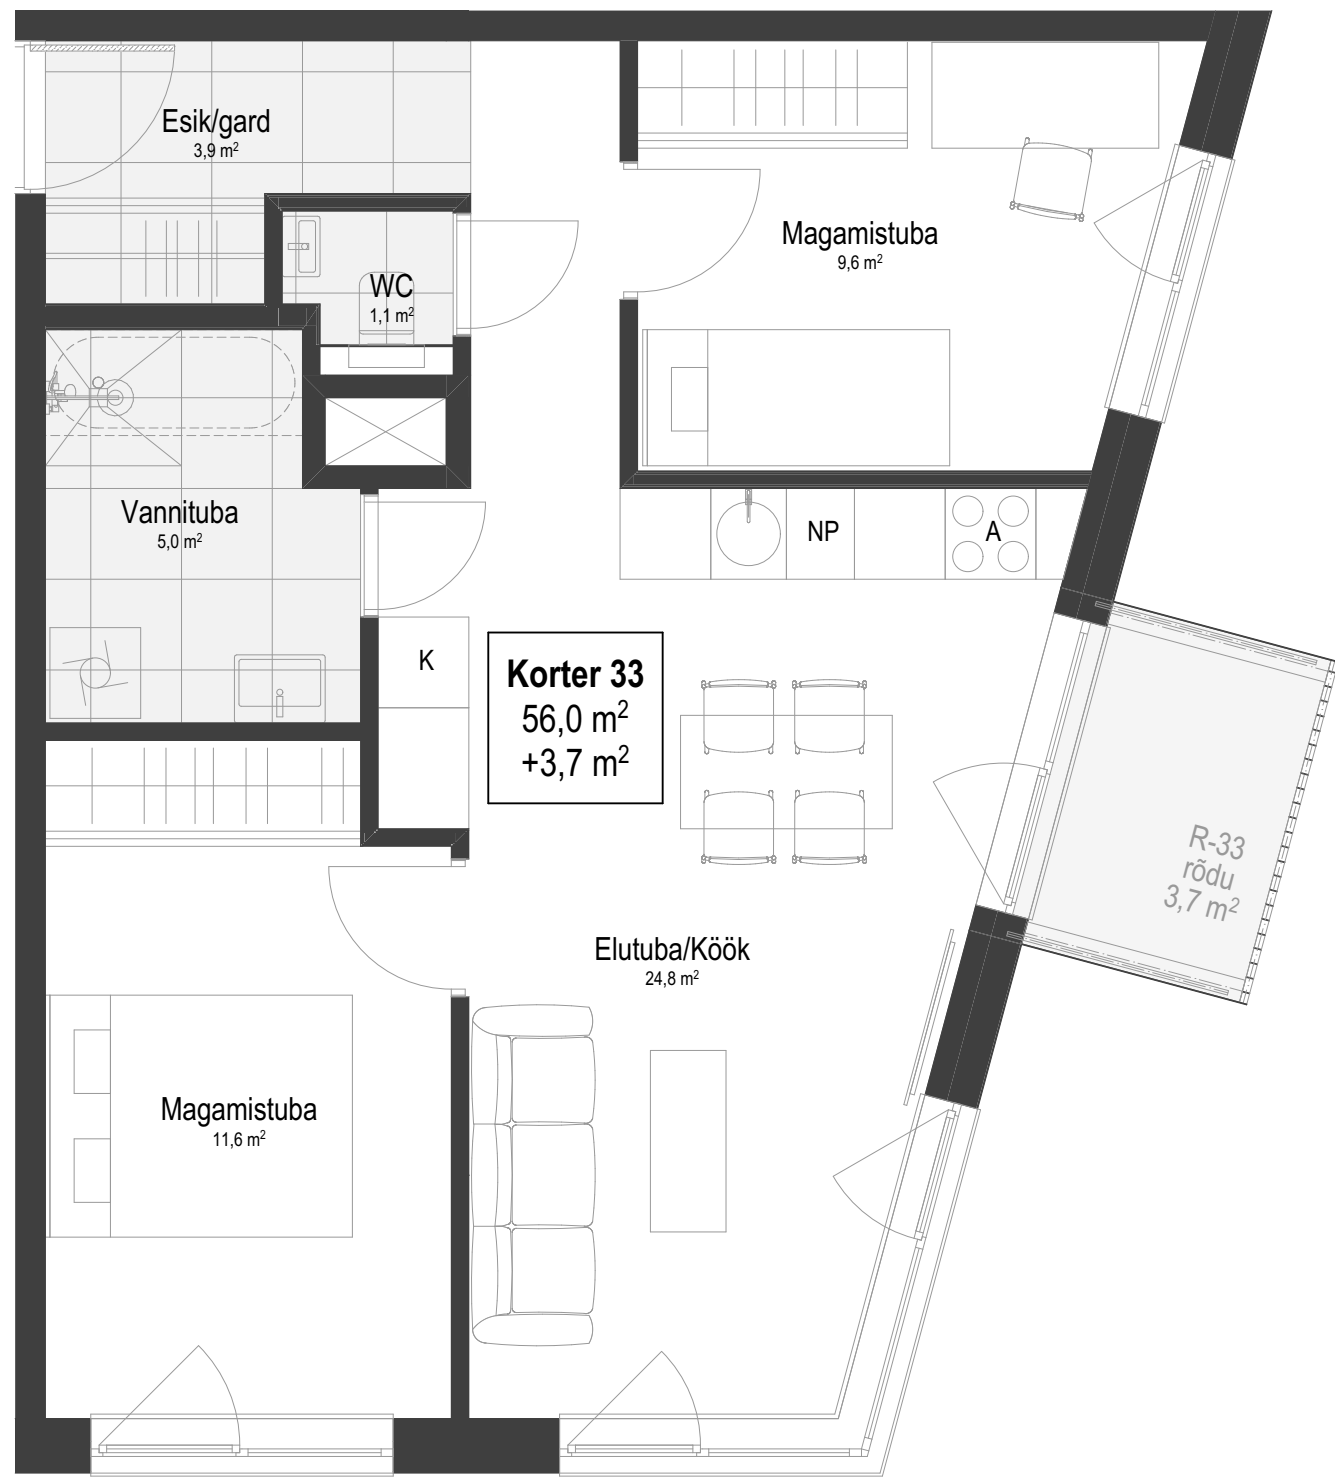 Esik/gard
3,9 m²
Magamistuba
9,6 m²
WC
1,1 m²
Vannituba
5,0 m²
NP
A
K
Korter 33
56,0 m²
+3,7 m²
R-33
rõdu
3,7 m²
Elutuba/Köök
24,8 m²
Magamistuba
11,6 m²